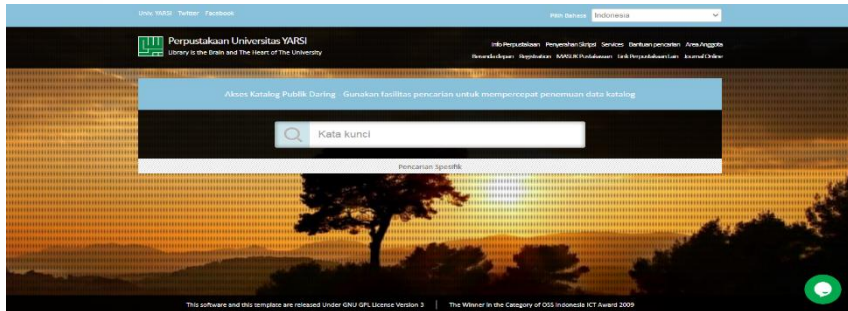 Univ. YARSI Twitter Facebook
Pilih Bahasa Indonesia
Perpustakaan Universitas YARSI
Library is the Brain and The Heart of The University
Info Perpustakaan Penyerahan Skripsi Services Bantuan pencarian Area Anggota
Beranda depan Registration MASUK Pustakawan Link Perpustakaan Lain Journal Online
Akses Katalog Publik Daring - Gunakan fasilitas pencarian untuk mempercepat penemuan data katalog
Kata kunci
Pencarian Spesifik
This software and this template are released Under GNU GPL License Version 3 | The Winner in the Category of OSS Indonesia ICT Award 2009